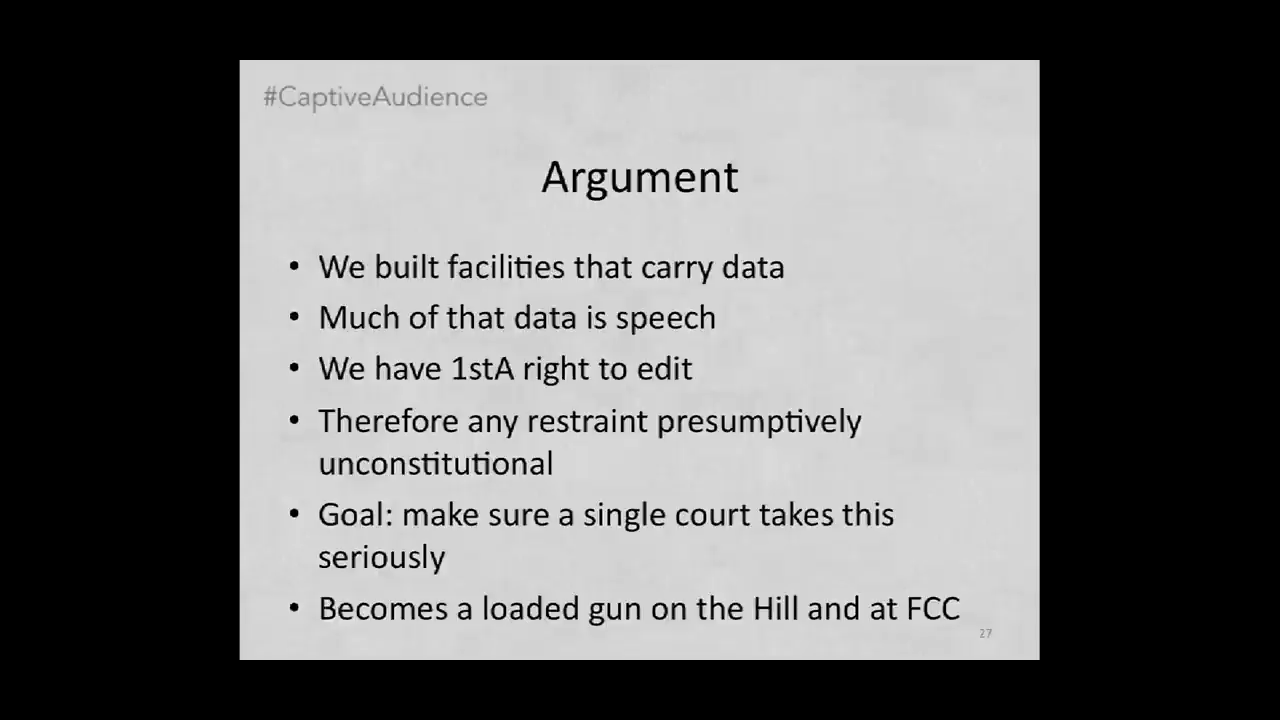 #CaptiveAudience
Argument
• We built facilities that carry data
• Much of that data is speech
• We have 1stA right to edit
• Therefore any restraint presumptively
unconstitutional
• Goal: make sure a single court takes this
seriously
• Becomes a loaded gun on the Hill and at FCC
27